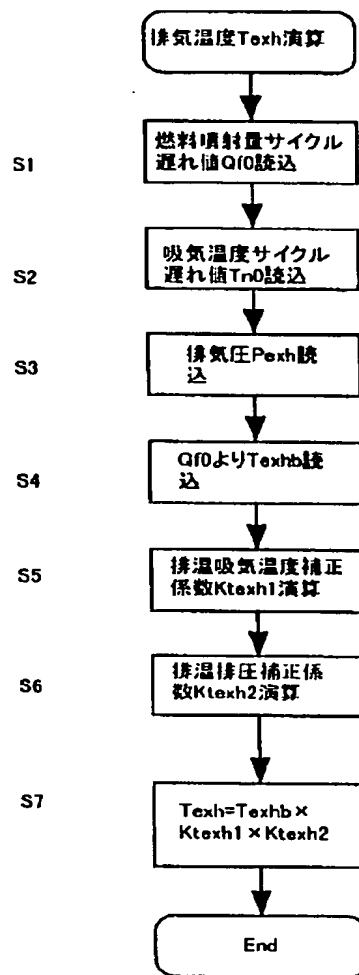 排気温度Texh演算
S1
燃料噴射量サイクル
遅れ値Qf0読込
S2
吸気温度サイクル
遅れ値Tn0読込
S3
排気圧Pexh読
込
S4
Qf0よりTexhb読
込
S5
排温吸気温度補正
係数Ktexh1演算
S6
排温排圧補正係
数Ktexh2演算
S7
Texh=Texhb×
Ktexh1×Ktexh2
End